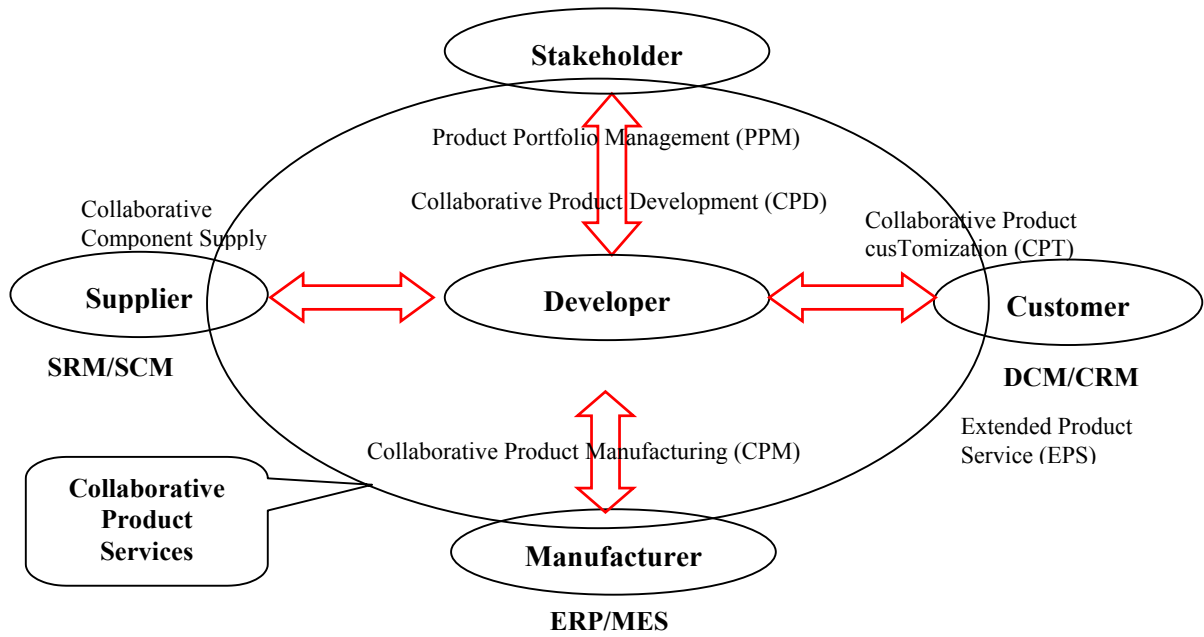 Stakeholder
Product Portfolio Management (PPM)
Collaborative Product Development (CPD)
Collaborative
Component Supply
Collaborative Product
cusTomization (CPT)
Supplier
Developer
Customer
SRM/SCM
DCM/CRM
Extended Product
Service (EPS)
Collaborative Product Manufacturing (CPM)
Collaborative
Product
Services
Manufacturer
ERP/MES